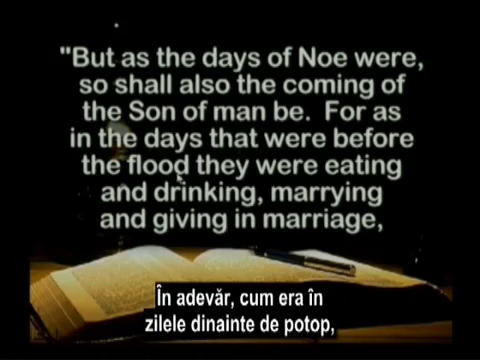 "But as the days of Noe were,
so shall also the coming of
the Son of man be.  For as
in the days that were before
the flood they were eating
and drinking, marrying
and giving in marriage,
În adevăr, cum era în
zilele dinainte de potop,